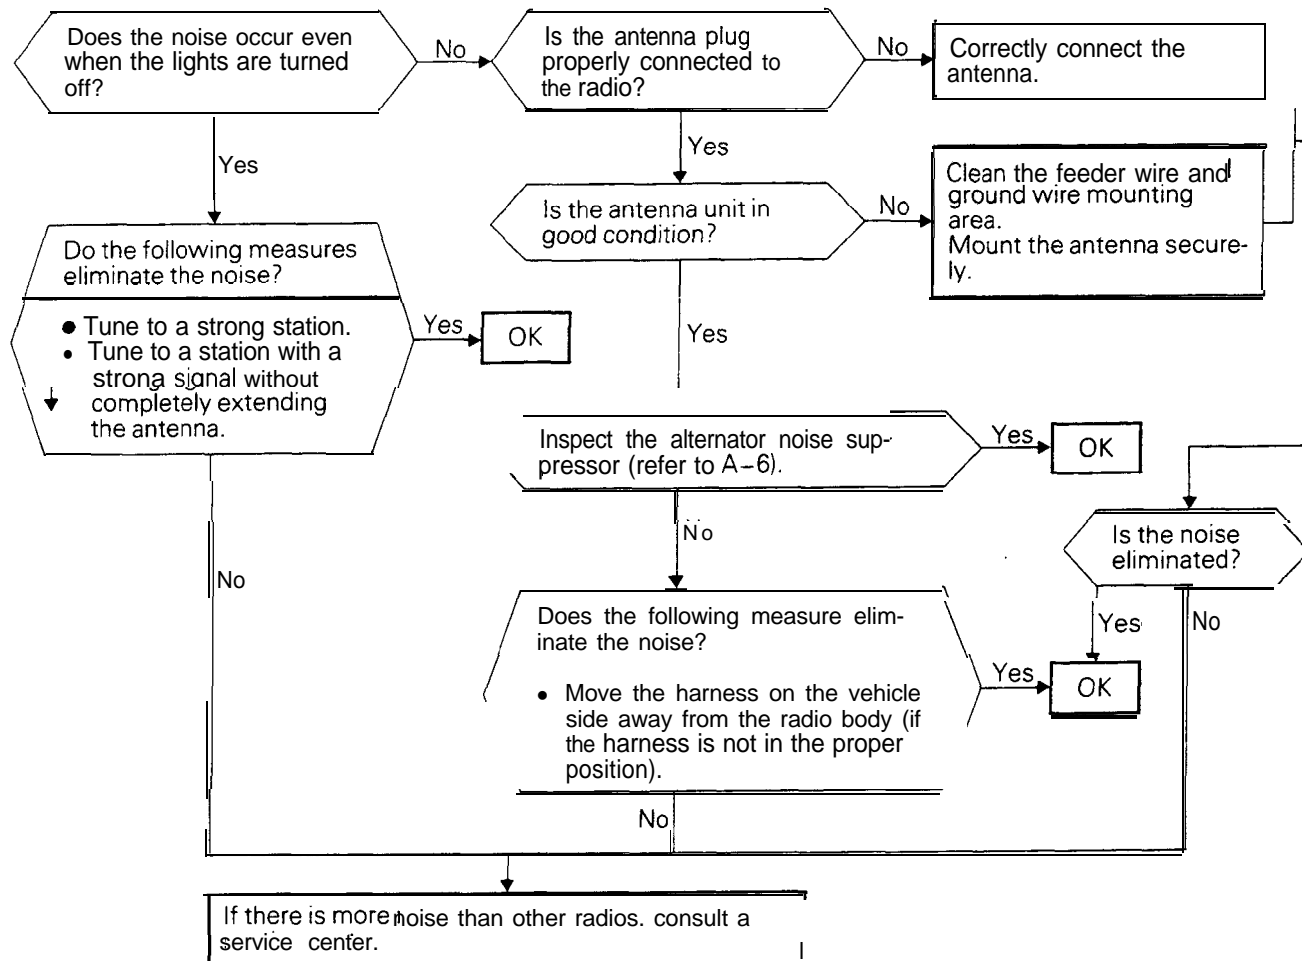 Does the noise occur even
when the lights are turned
off?
No
Is the antenna plug
properly connected to
the radio?
No
Correctly connect the
antenna.
Yes
Yes
Is the antenna unit in
good condition?
No
Clean the feeder wire and
ground wire mounting
area.
Mount the antenna secure-
ly.
Do the following measures
eliminate the noise?
● Tune to a strong station.
• Tune to a station with a
strona signal without
completely extending
the antenna.
Yes
OK
Yes
Inspect the alternator noise sup-
pressor (refer to A-6).
Yes
OK
No
Is the noise
eliminated?
No
Does the following measure elim-
inate the noise?
• Move the harness on the vehicle
side away from the radio body (if
the harness is not in the proper
position).
Yes
OK
Yes
No
No
If there is more noise than other radios. consult a
service center.